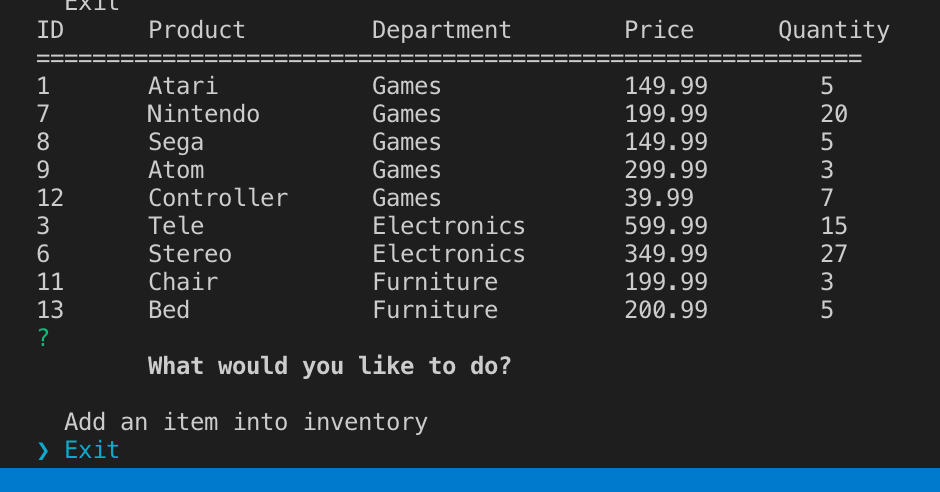 Exit
ID Product Department Price Quantity
===========================================================
1 Atari Games 149.99 5
7 Nintendo Games 199.99 20
8 Sega Games 149.99 5
9 Atom Games 299.99 3
12 Controller Games 39.99 7
3 Tele Electronics 599.99 15
6 Stereo Electronics 349.99 27
11 Chair Furniture 199.99 3
13 Bed Furniture 200.99 5
?
What would you like to do?
Add an item into inventory
❯ Exit